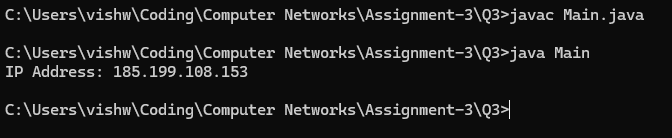 C:\Users\vishw\Coding\Computer Networks\Assignment-3\Q3>javac Main.java
C:\Users\vishw\Coding\Computer Networks\Assignment-3\Q3>java Main
IP Address: 185.199.108.153
C:\Users\vishw\Coding\Computer Networks\Assignment-3\Q3>